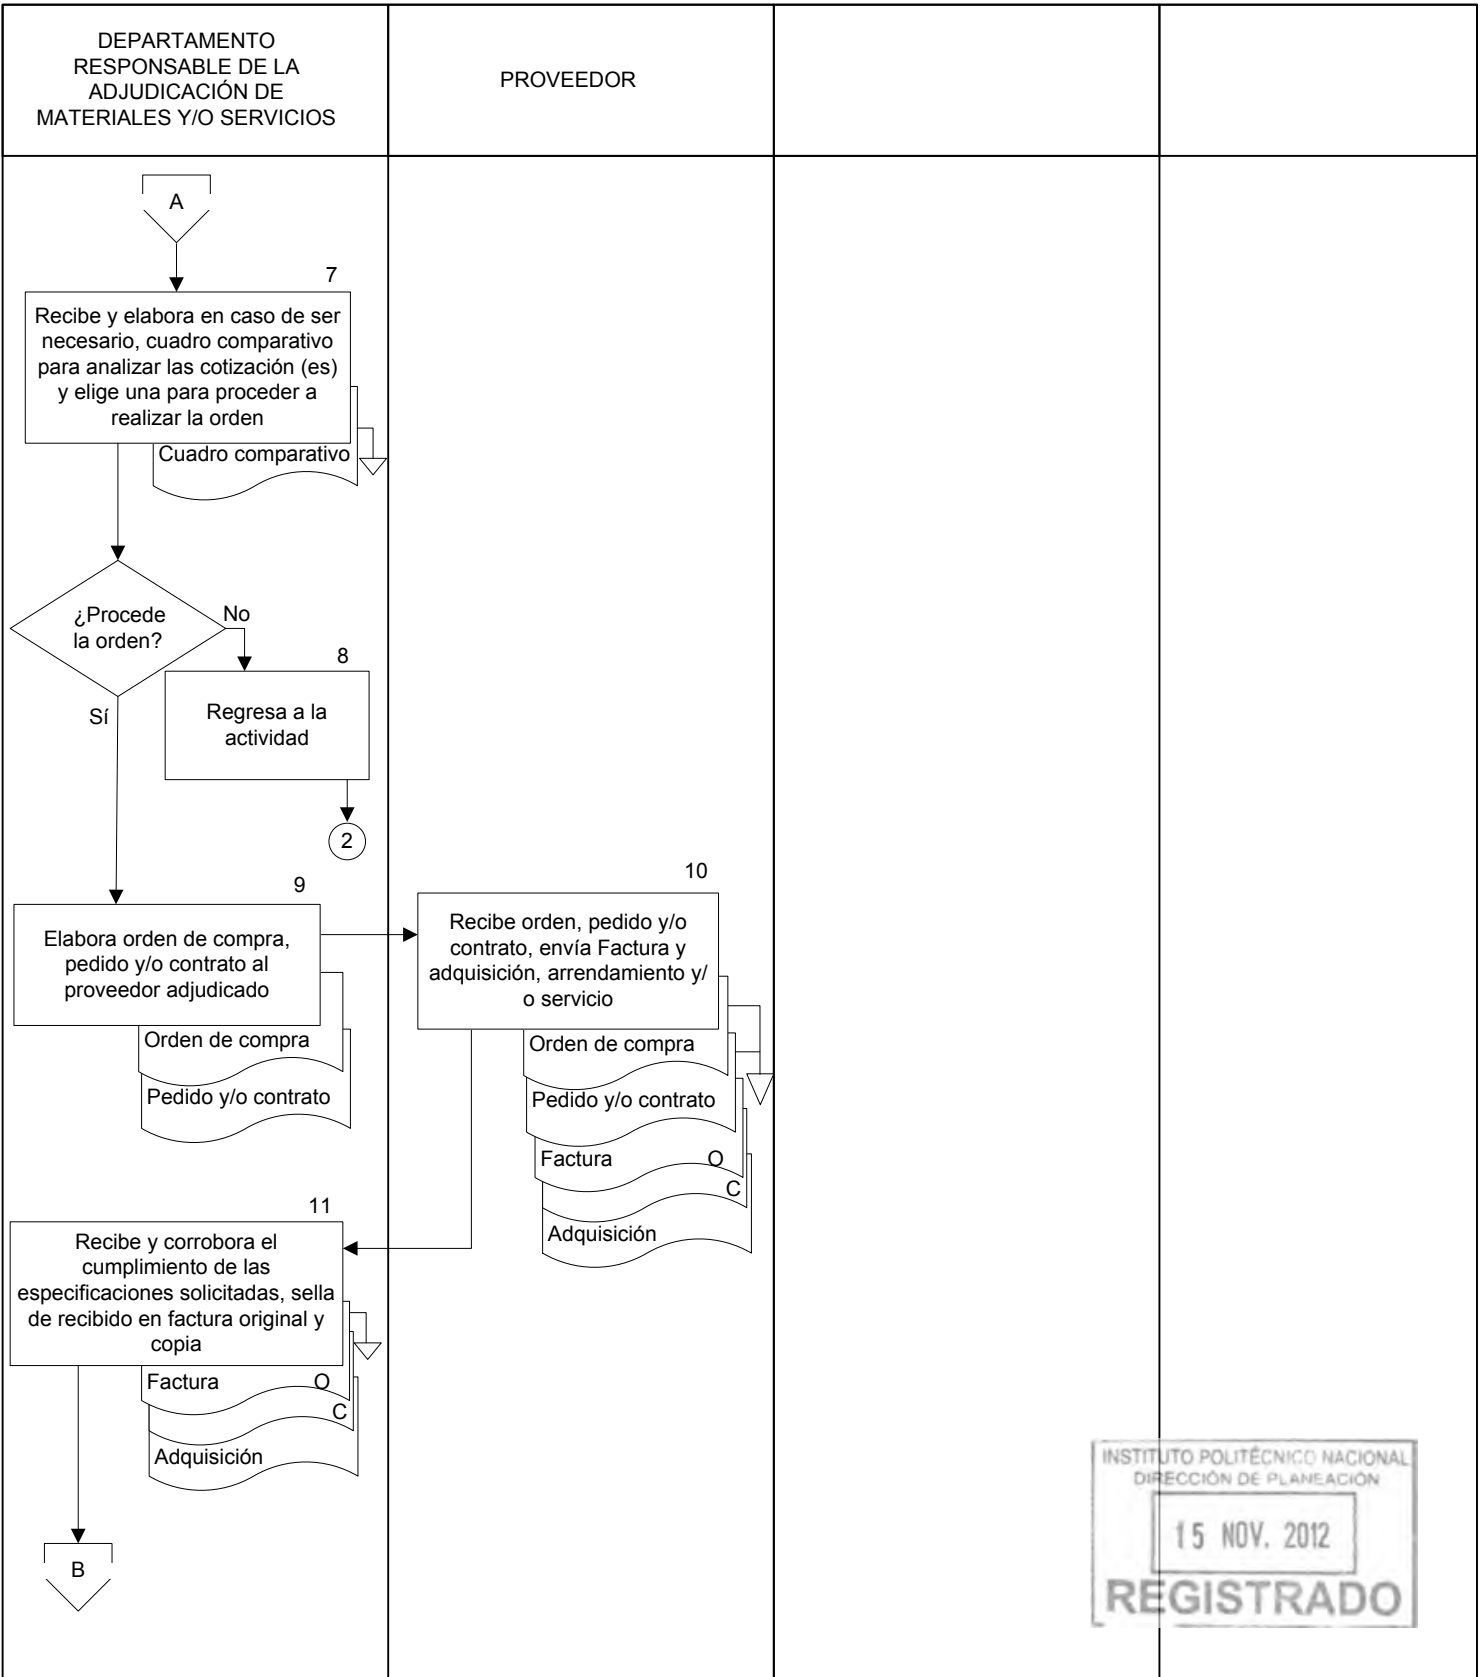 DEPARTAMENTO
RESPONSABLE DE LA
ADJUDICACIÓN DE
MATERIALES Y/O SERVICIOS
PROVEEDOR
A
7
Recibe y elabora en caso de ser
necesario, cuadro comparativo
para analizar las cotización (es)
y elige una para proceder a
realizar la orden
Cuadro comparativo
¿Procede
la orden?
No
Sí
8
Regresa a la
actividad
2
9
Elabora orden de compra,
pedido y/o contrato al
proveedor adjudicado
Orden de compra
Pedido y/o contrato
10
Recibe orden, pedido y/o
contrato, envía Factura y
adquisición, arrendamiento y/
o servicio
Orden de compra
Pedido y/o contrato
Factura O
C
Adquisición
11
Recibe y corrobora el
cumplimiento de las
especificaciones solicitadas, sella
de recibido en factura original y
copia
Factura O
C
Adquisición
B
INSTITUTO POLITÉCNICO NACIONAL
DIRECCIÓN DE PLANEACIÓN
15 NOV. 2012
REGISTRADO